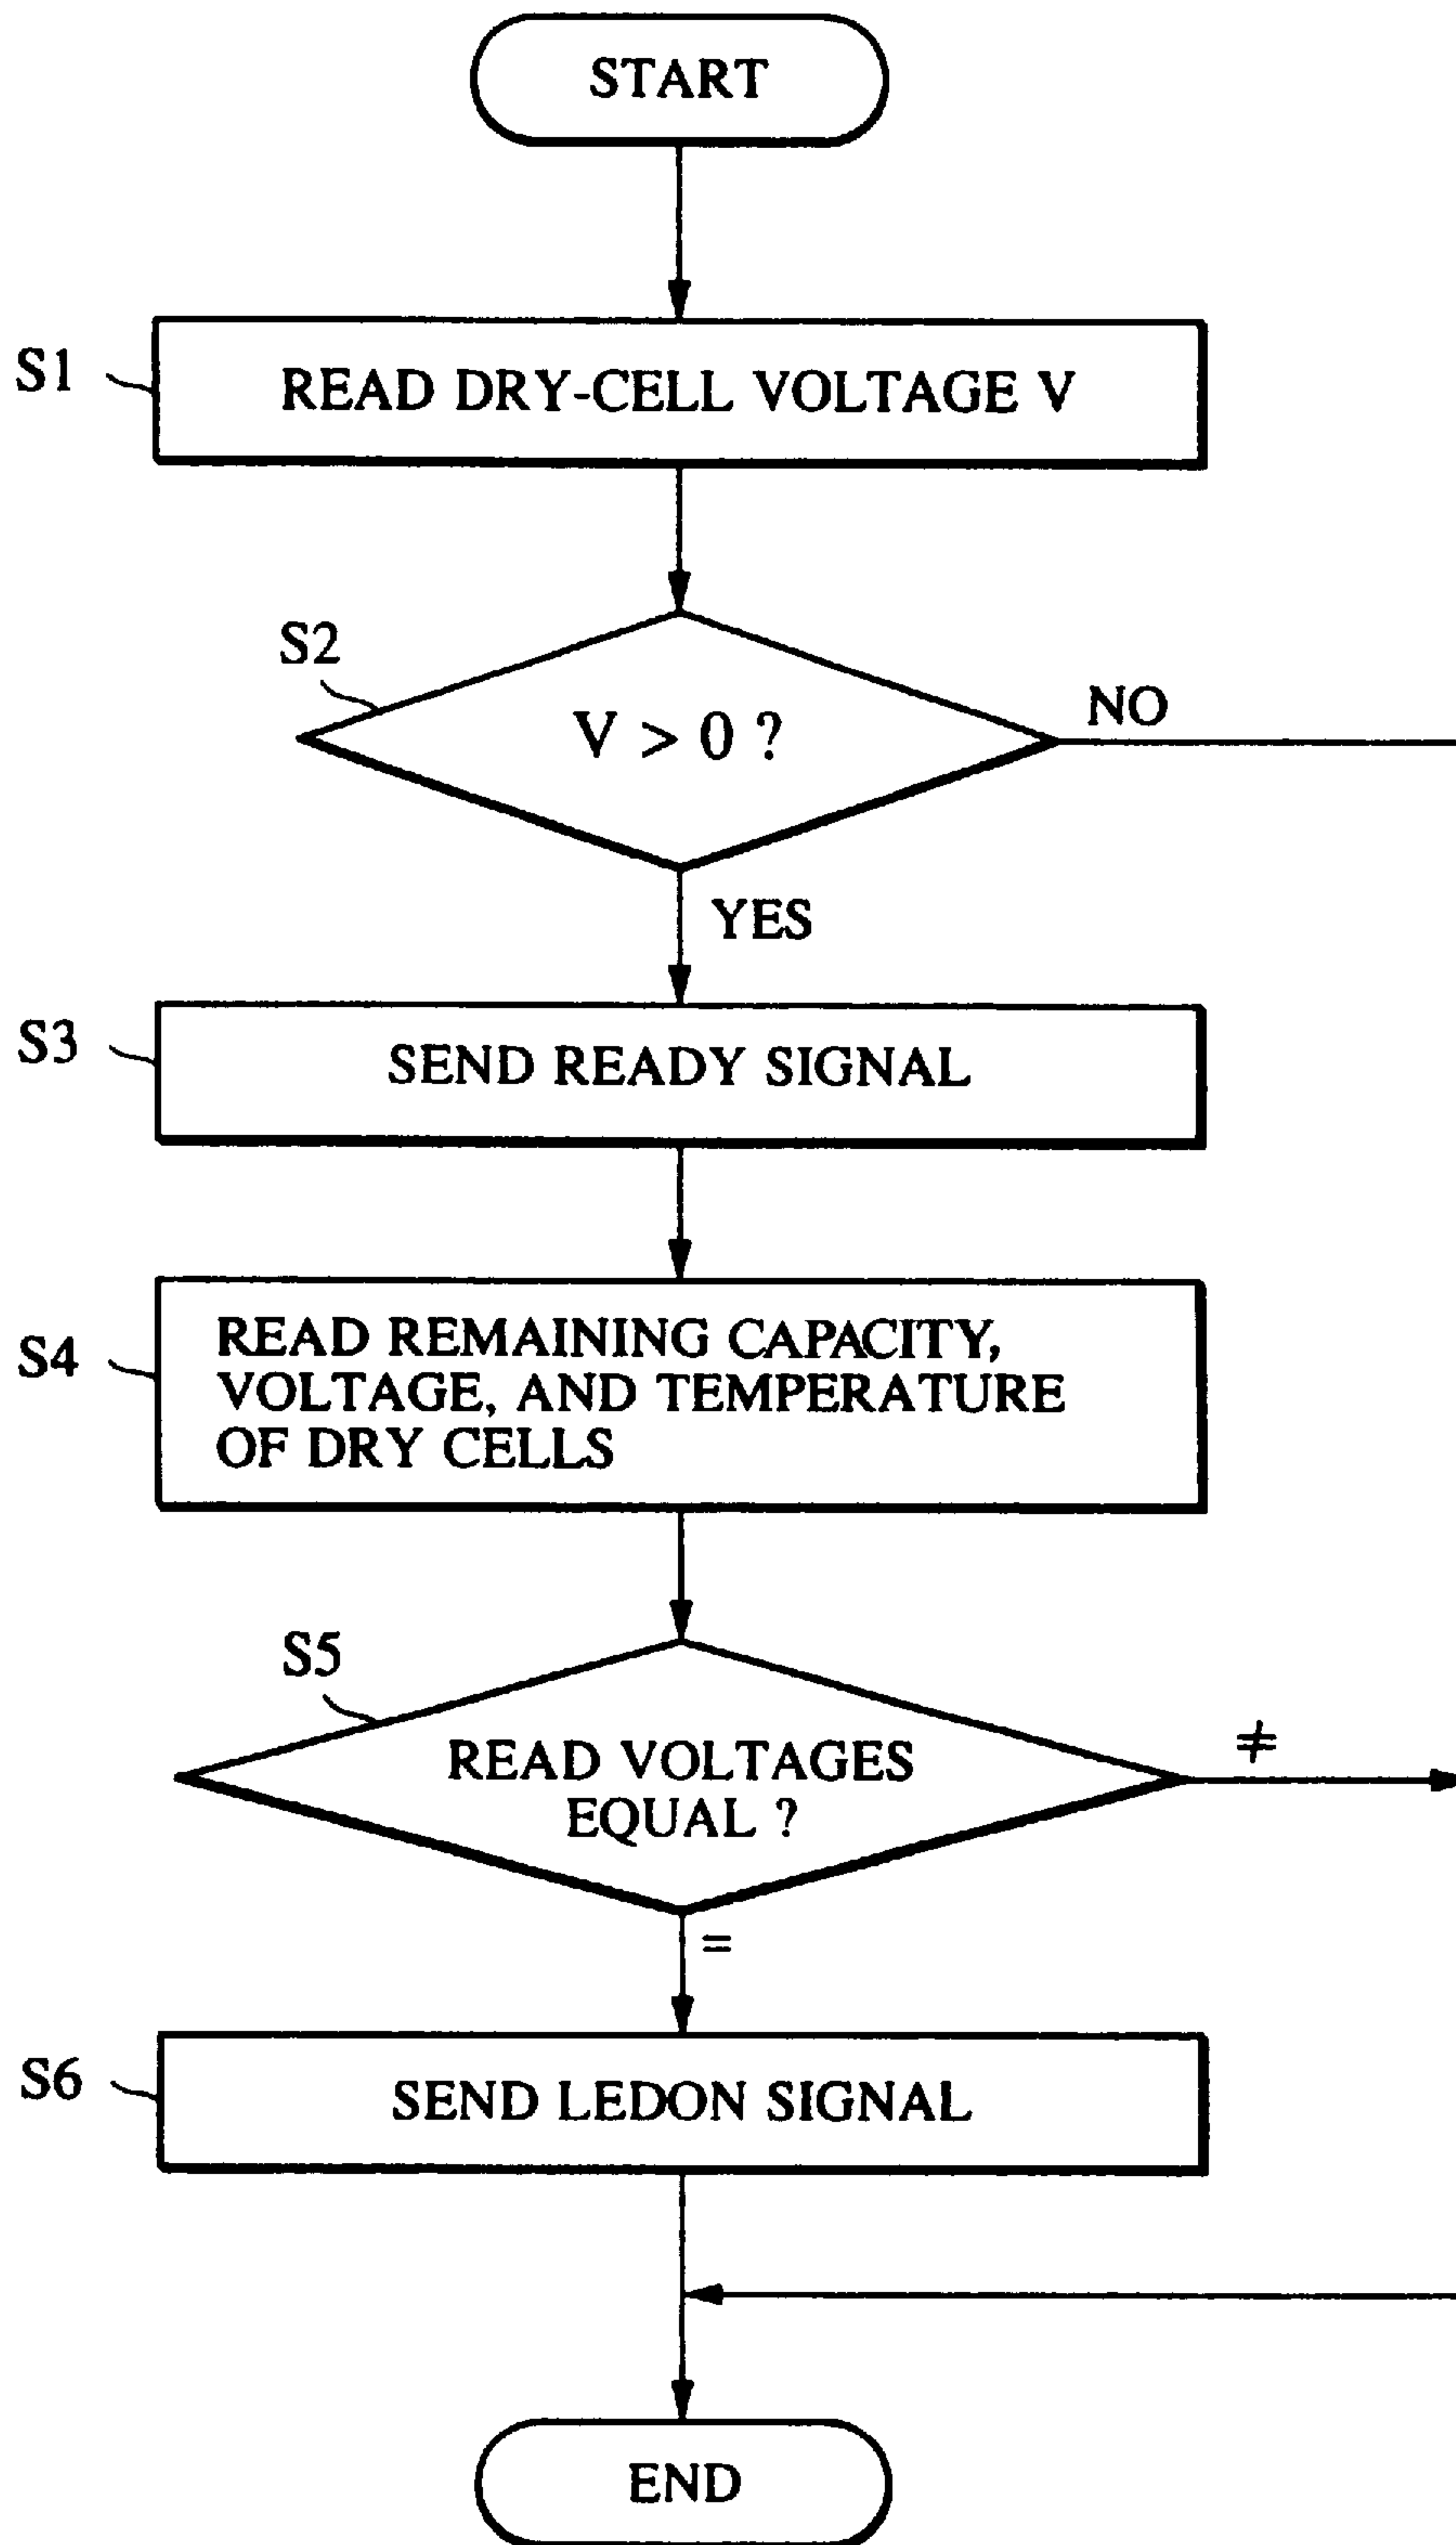 START
S1
READ DRY-CELL VOLTAGE V
S2
V > 0 ?
NO
YES
S3
SEND READY SIGNAL
S4
READ REMAINING CAPACITY,
VOLTAGE, AND TEMPERATURE
OF DRY CELLS
S5
READ VOLTAGES
EQUAL ?
≠
=
S6
SEND LEDON SIGNAL
END